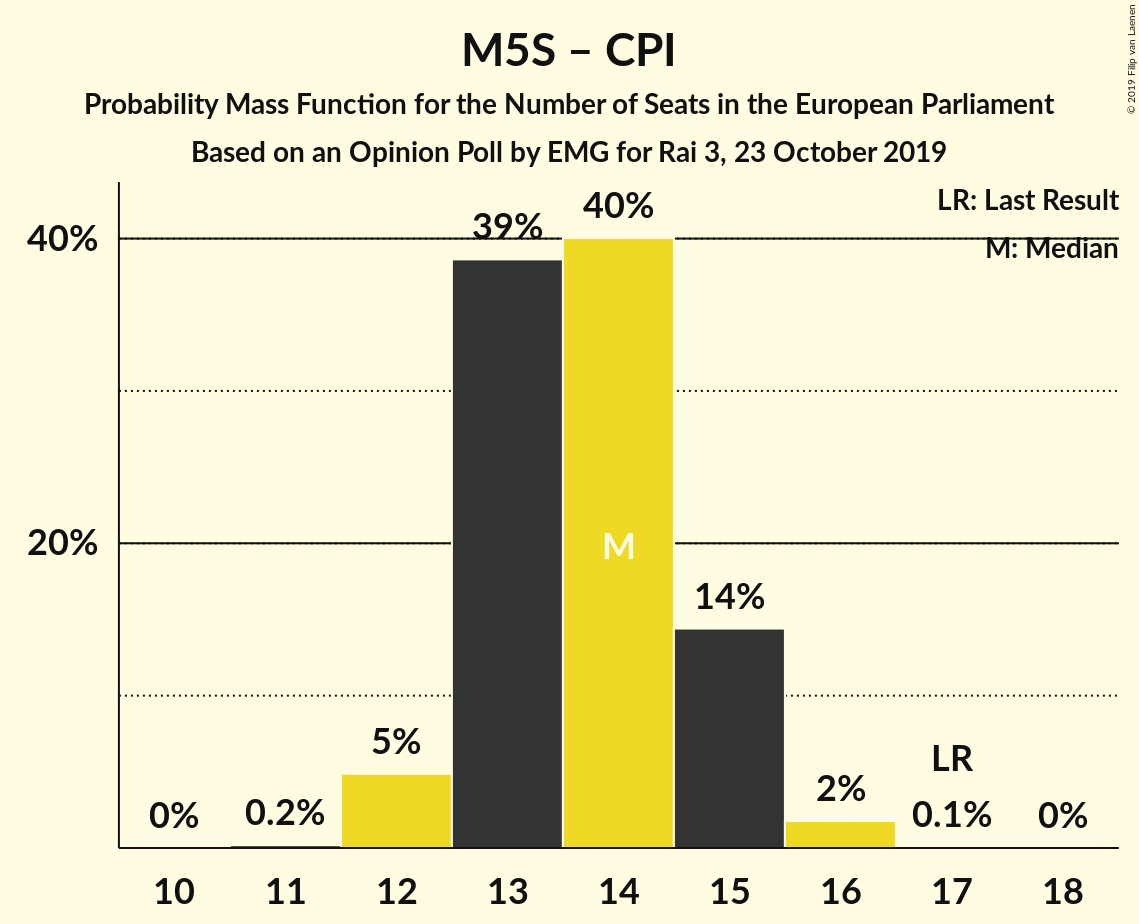 M5S – CPI
Probability Mass Function for the Number of Seats in the European Parliament
Based on an Opinion Poll by EMG for Rai 3, 23 October 2019
© 2019 Filip van Laenen
LR: Last Result
M: Median
40%
20%
0%
0.2%
5%
39%
40%
M
14%
2%
LR
0.1%
0%
10 11 12 13 14 15 16 17 18